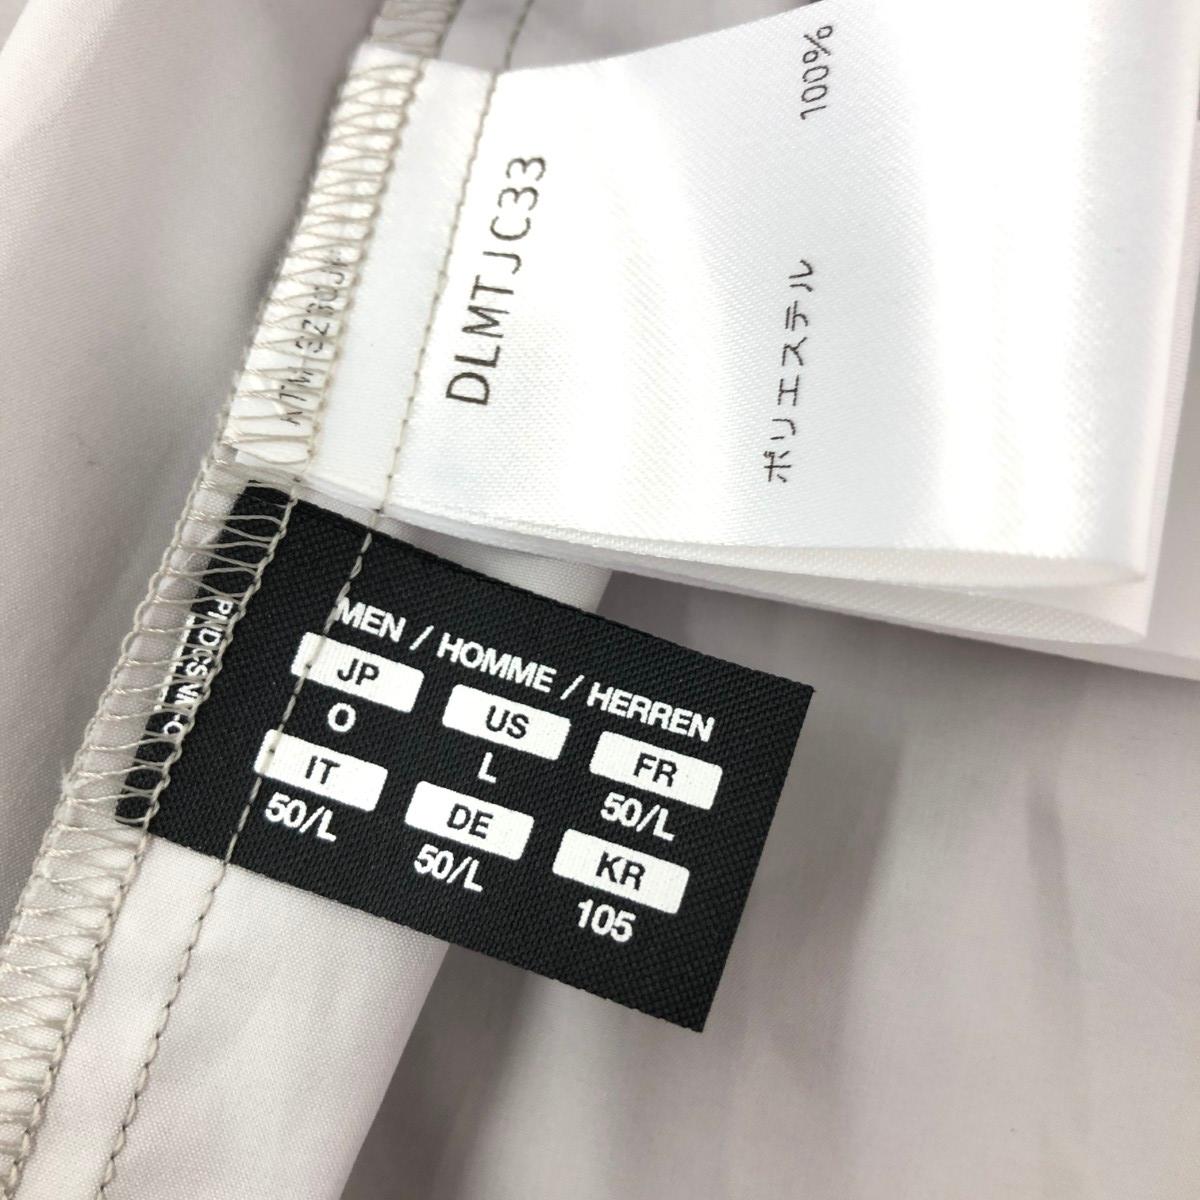 DLMTJC33
ポリエステル 100%
MEN / HOMME / HERREN
JP US FR
O L 50/L
IT DE KR
50/L 50/L 105